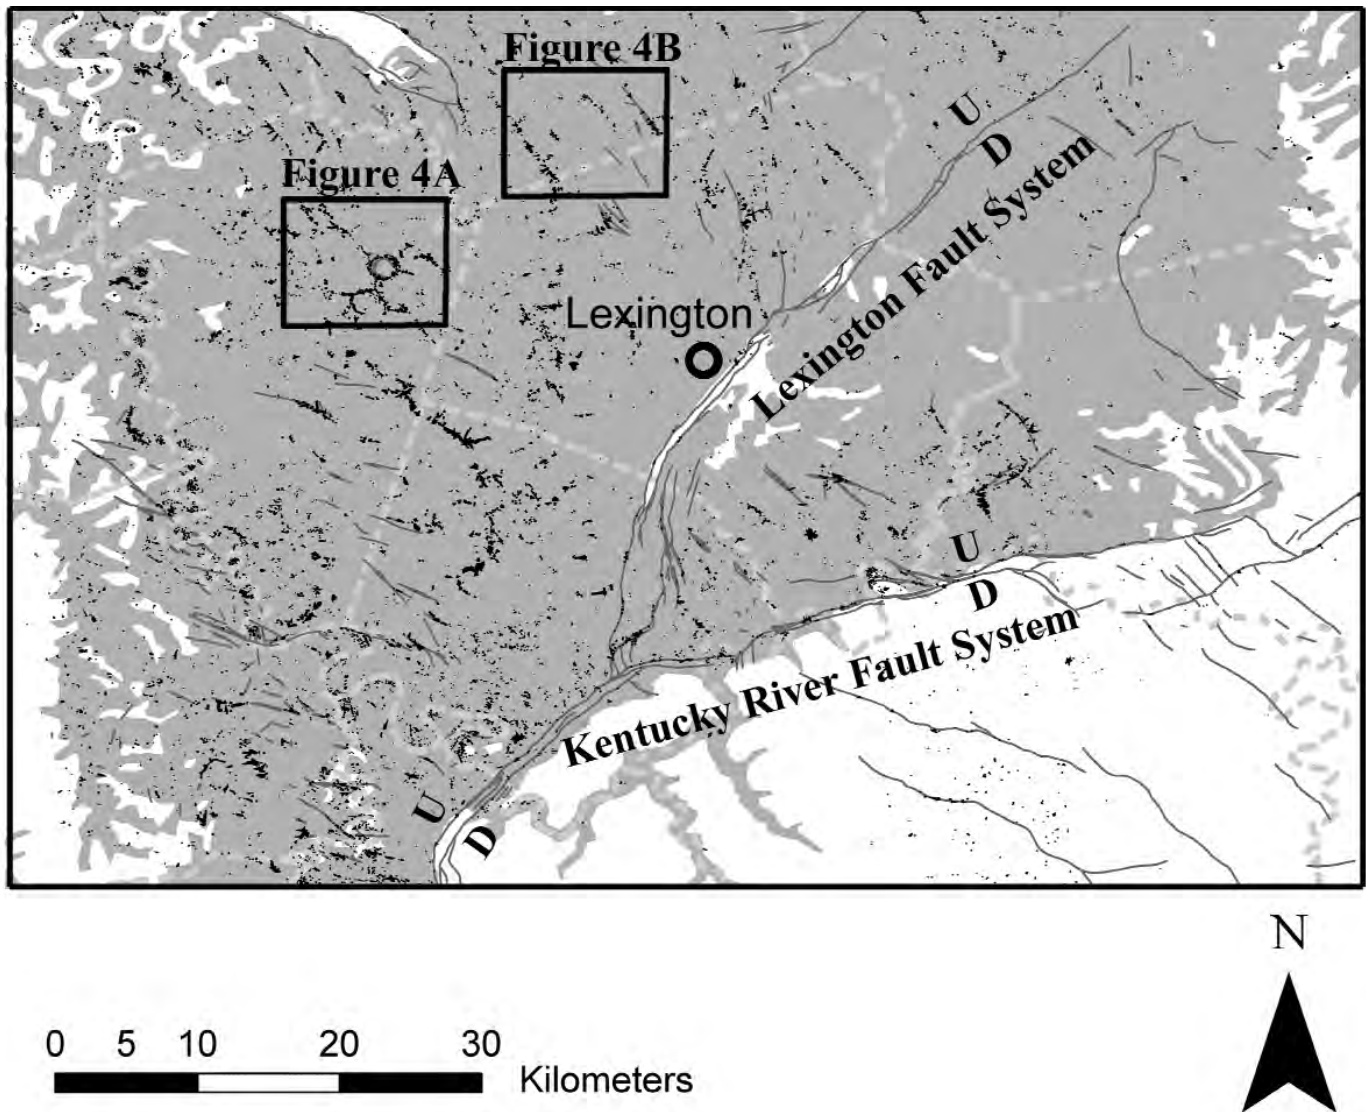 Figure 4B
Figure 4A
U
D
Lexington Fault System
Lexington
U
D
Kentucky River Fault System
U
D
N
0 5 10 20 30
Kilometers